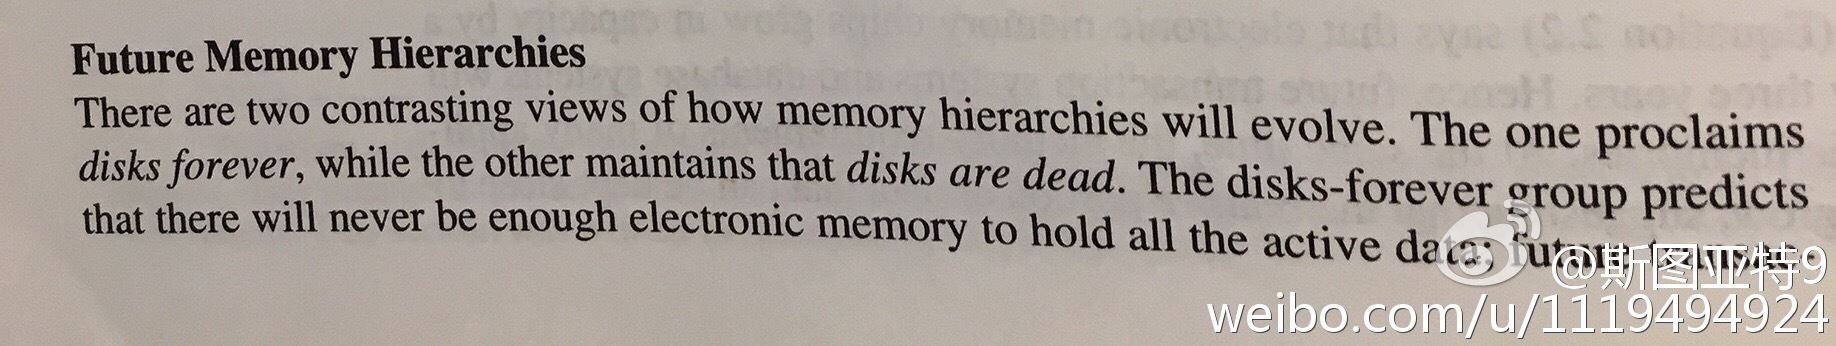 Future Memory Hierarchies
There are two contrasting views of how memory hierarchies will evolve. The one proclaims
disks forever, while the other maintains that disks are dead. The disks-forever group predicts
that there will never be enough electronic memory to hold all the active data; future transac-
@斯图亚特9
weibo.com/u/1119494924